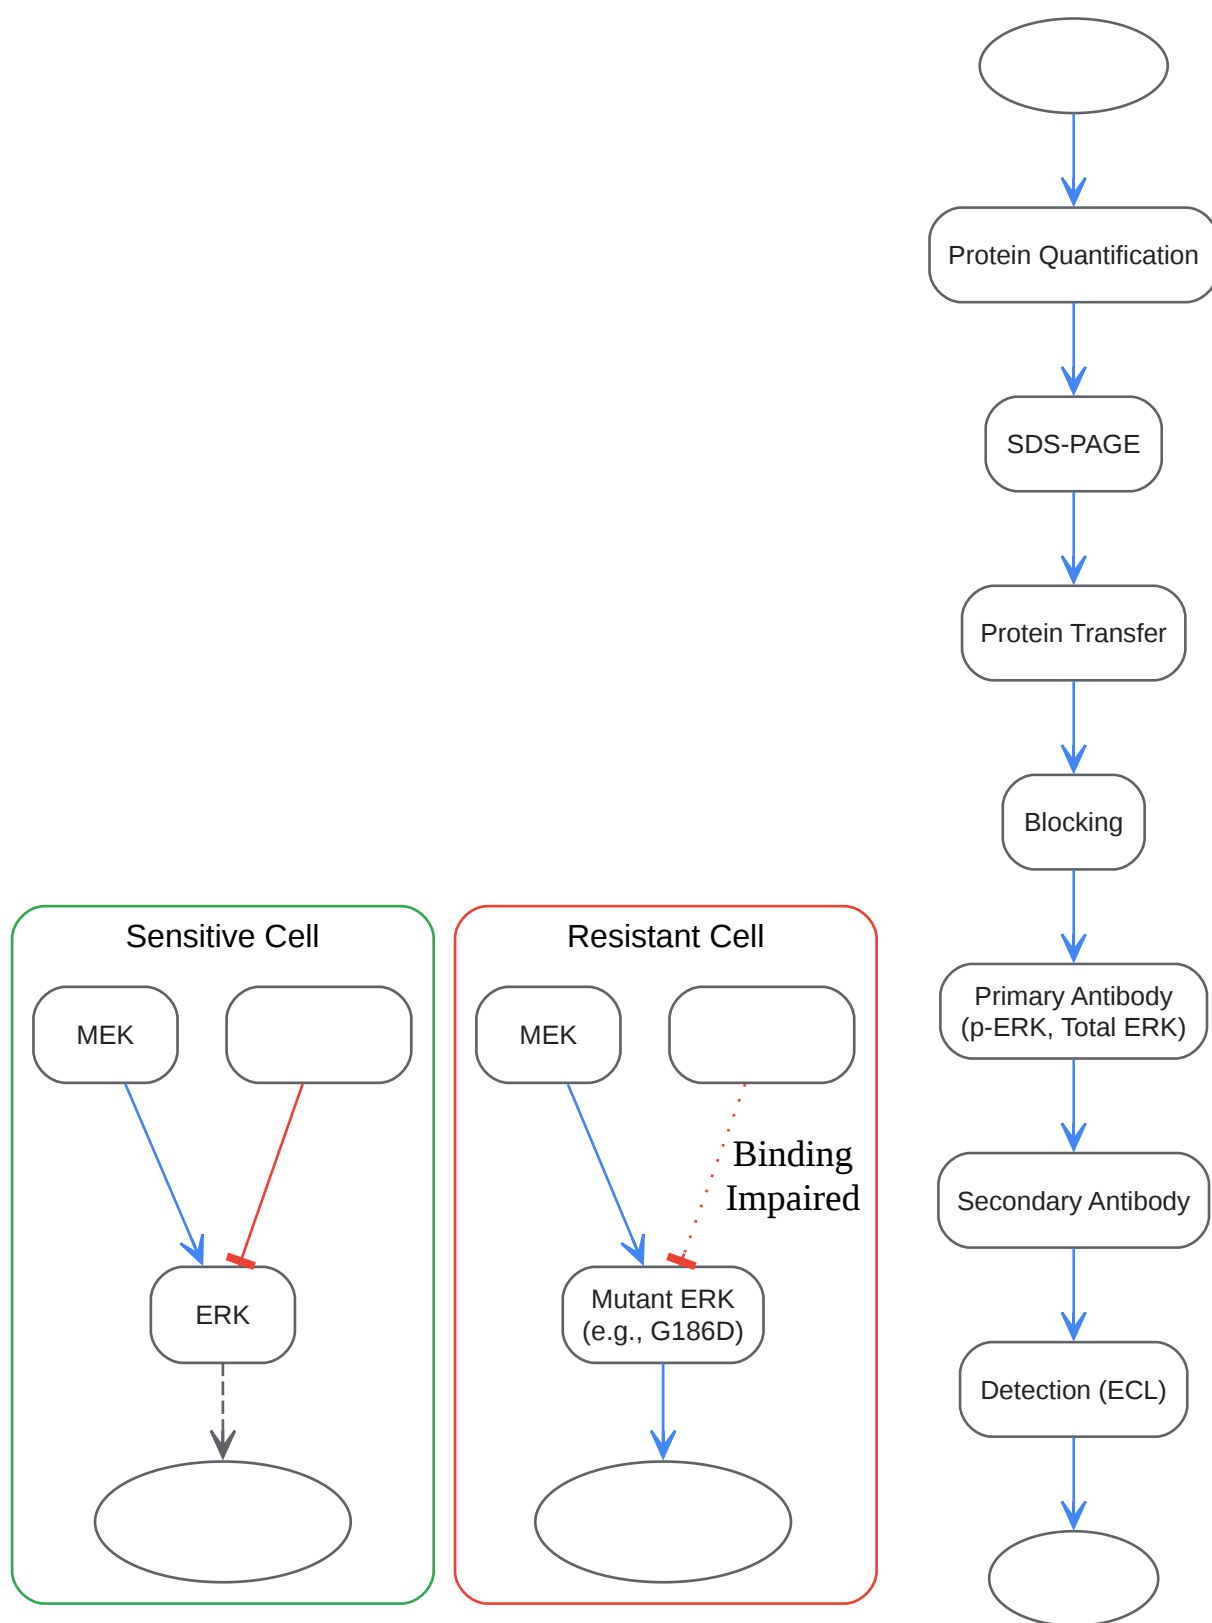 Protein Quantification
SDS-PAGE
Protein Transfer
Blocking
Primary Antibody
(p-ERK, Total ERK)
Secondary Antibody
Detection (ECL)
Sensitive Cell
MEK
ERK
Resistant Cell
MEK
Binding
Impaired
Mutant ERK
(e.g., G186D)